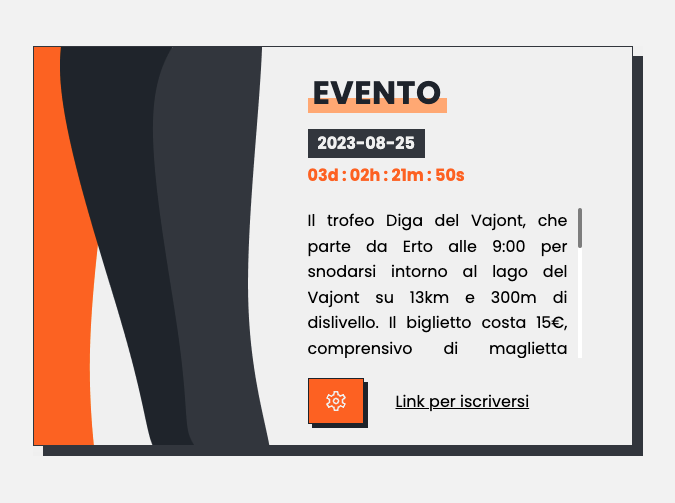 EVENTO
2023-08-25
03d : 02h : 21m : 50s
Il trofeo Diga del Vajont, che
parte da Erto alle 9:00 per
snodarsi intorno al lago del
Vajont su 13km e 300m di
dislivello. Il biglietto costa 15€,
comprensivo di maglietta
Link per iscriversi